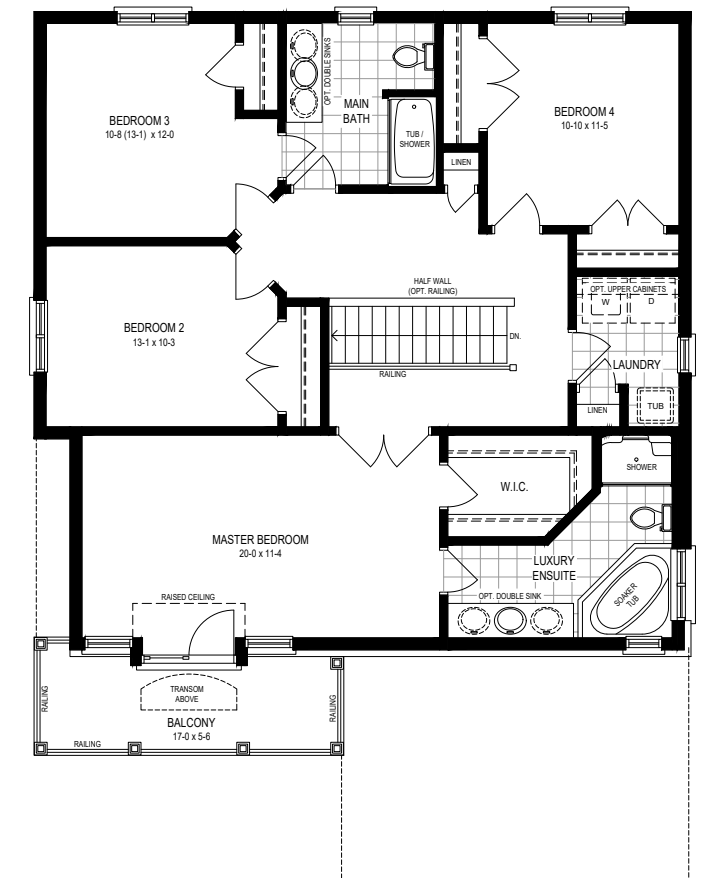 OPT. DOUBLE SINKS
MAIN
BATH
TUB /
SHOWER
BEDROOM 3
10-8 (13-1) x 12-0
BEDROOM 4
10-10 x 11-5
LINEN
HALF WALL
(OPT. RAILING)
OPT. UPPER CABINETS
W
D
BEDROOM 2
13-1 x 10-3
DN.
RAILING
LAUNDRY
LINEN
TUB
SHOWER
W.I.C.
MASTER BEDROOM
20-0 x 11-4
LUXURY
ENSUITE
OPT. DOUBLE SINK
SOAKER
TUB
RAISED CEILING
TRANSOM
ABOVE
RAILING
RAILING
BALCONY
17-0 x 5-6
RAILING